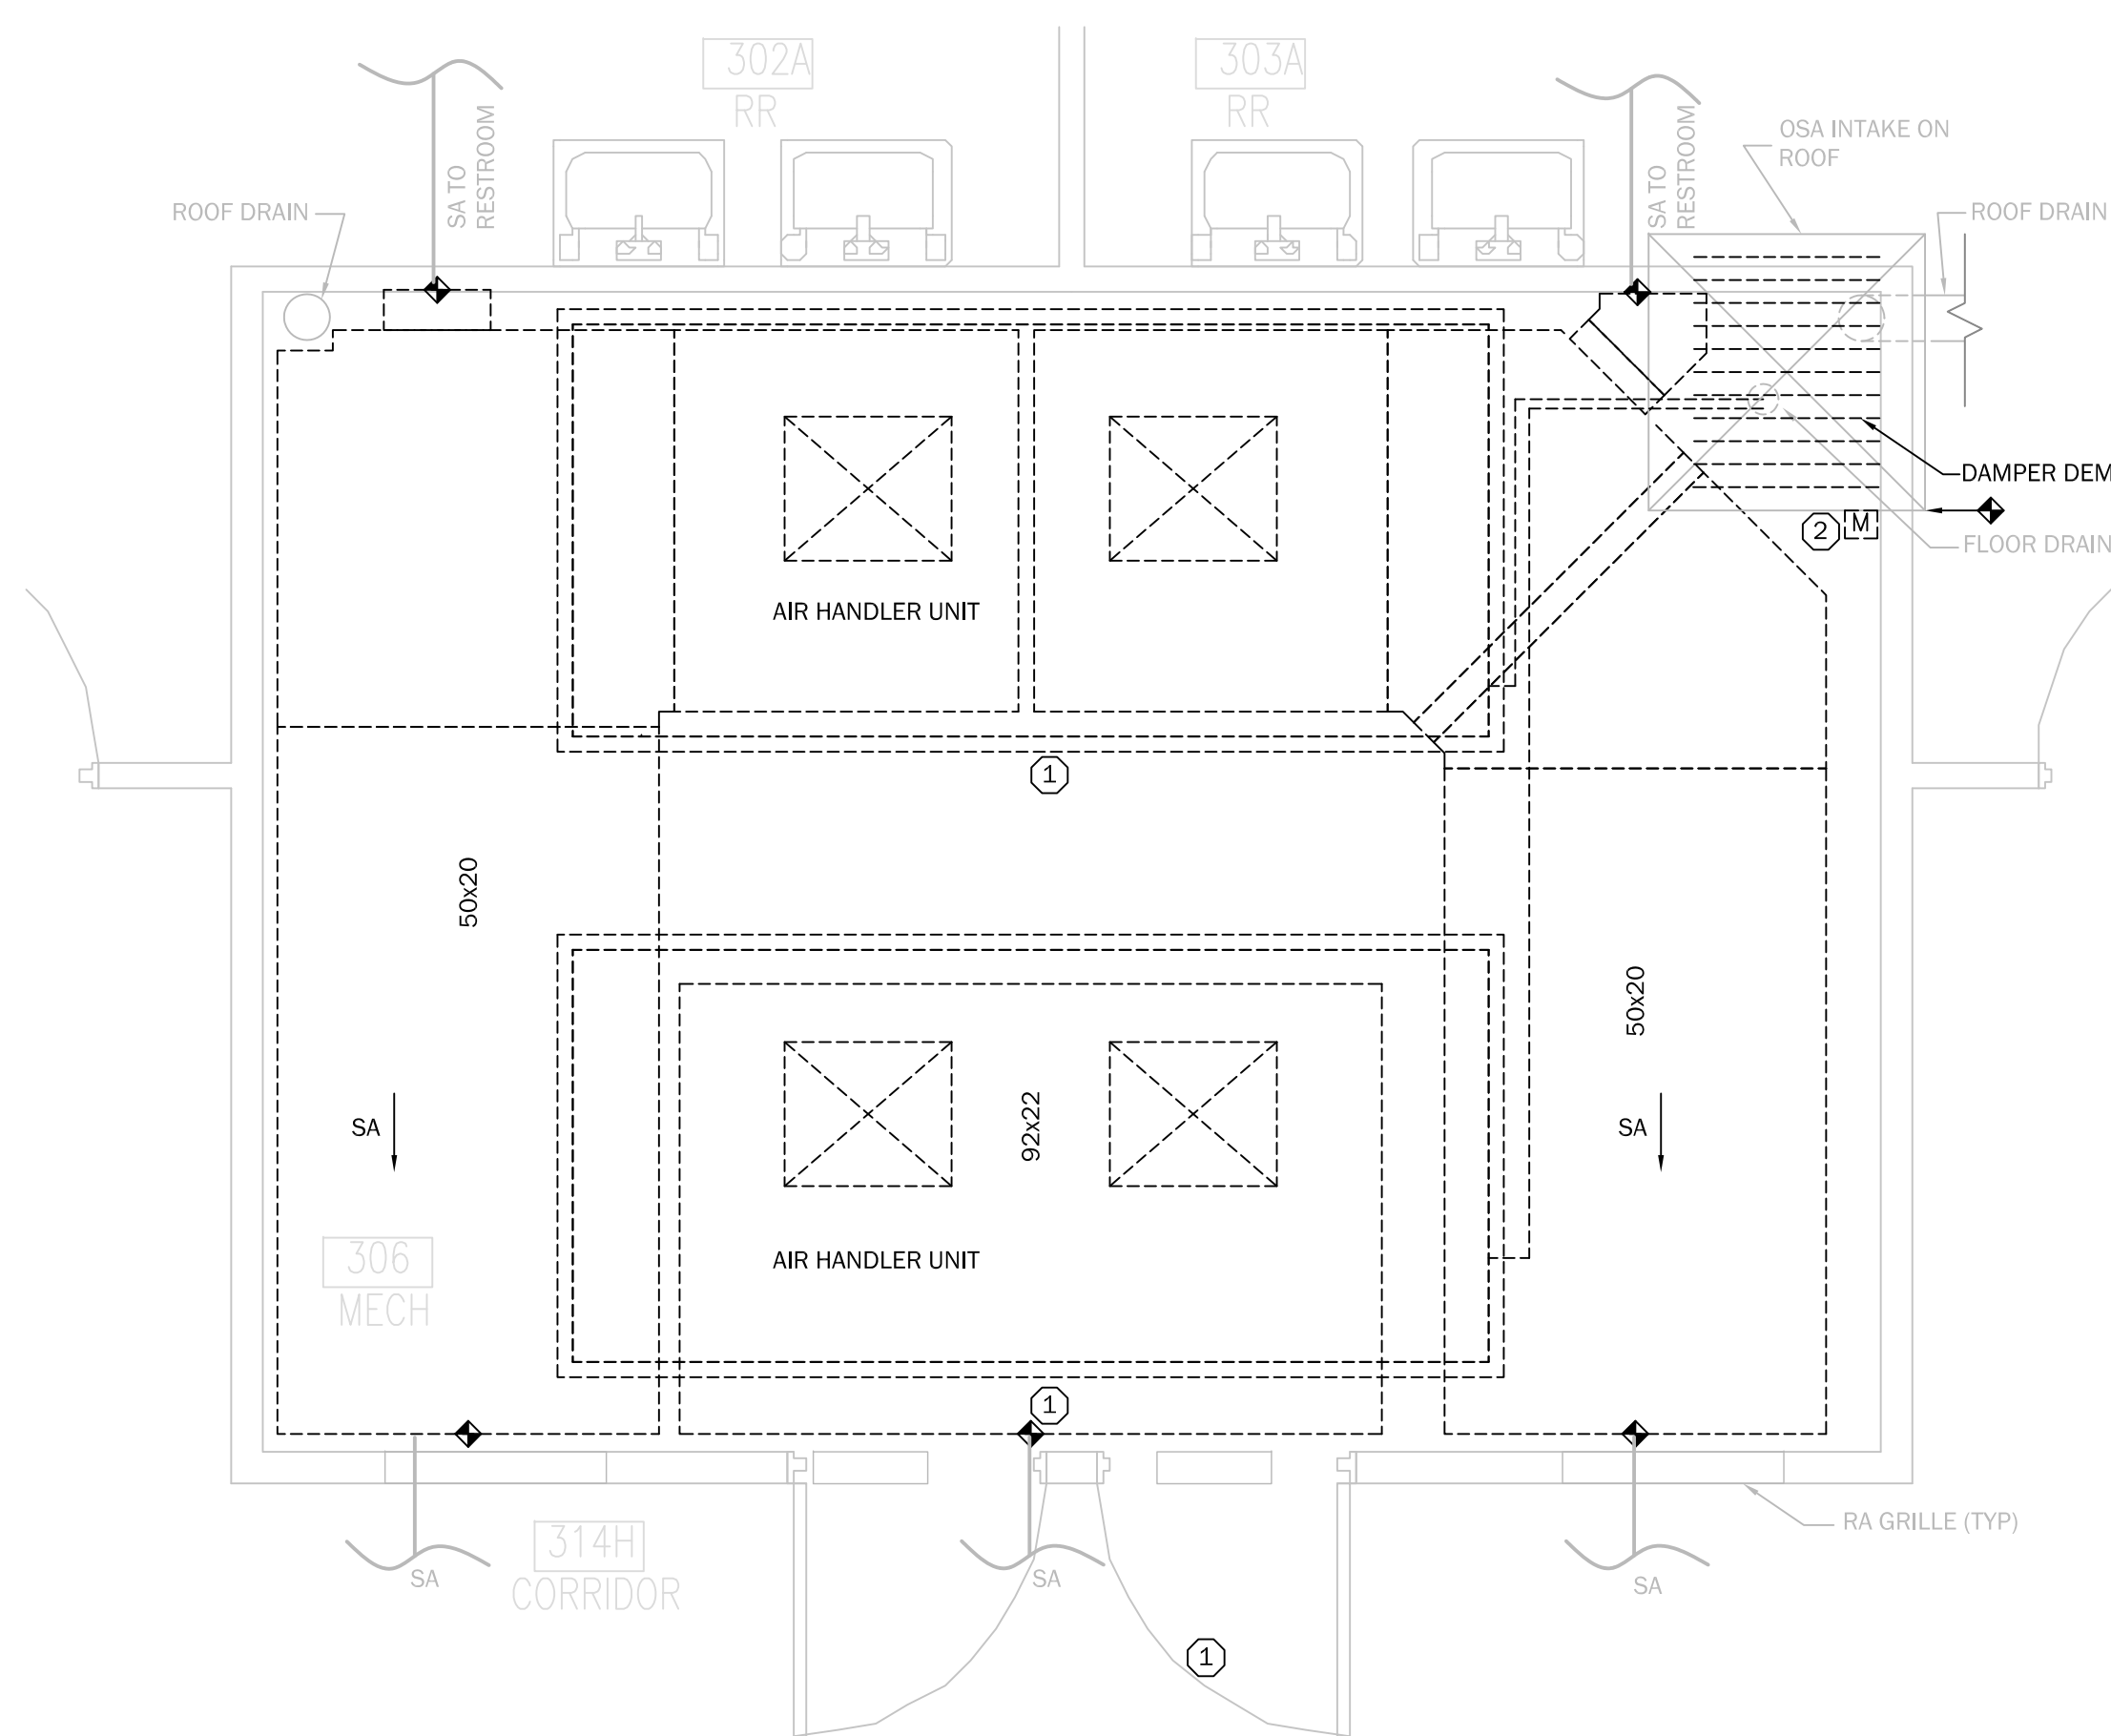 302A
RR
303A
RR
SA TO
RESTROOM
SA TO
RESTROOM
OSA INTAKE ON
ROOF
ROOF DRAIN
ROOF DRAIN
DAMPER DEM
2
M
FLOOR DRAIN
AIR HANDLER UNIT
1
50x20
50x20
92x22
SA
SA
AIR HANDLER UNIT
306
MECH
1
RA GRILLE (TYP)
314H
CORRIDOR
SA
SA
SA
1